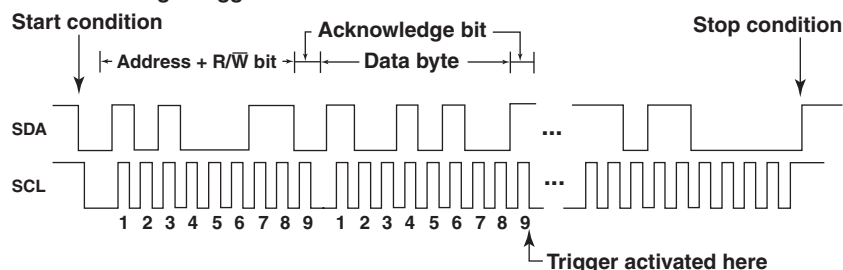 Start condition
Acknowledge bit
Stop condition
Address + R/W̅ bit
Data byte
SDA
...
SCL
...
1 2 3 4 5 6 7 8 9 1 2 3 4 5 6 7 8 9
Trigger activated here